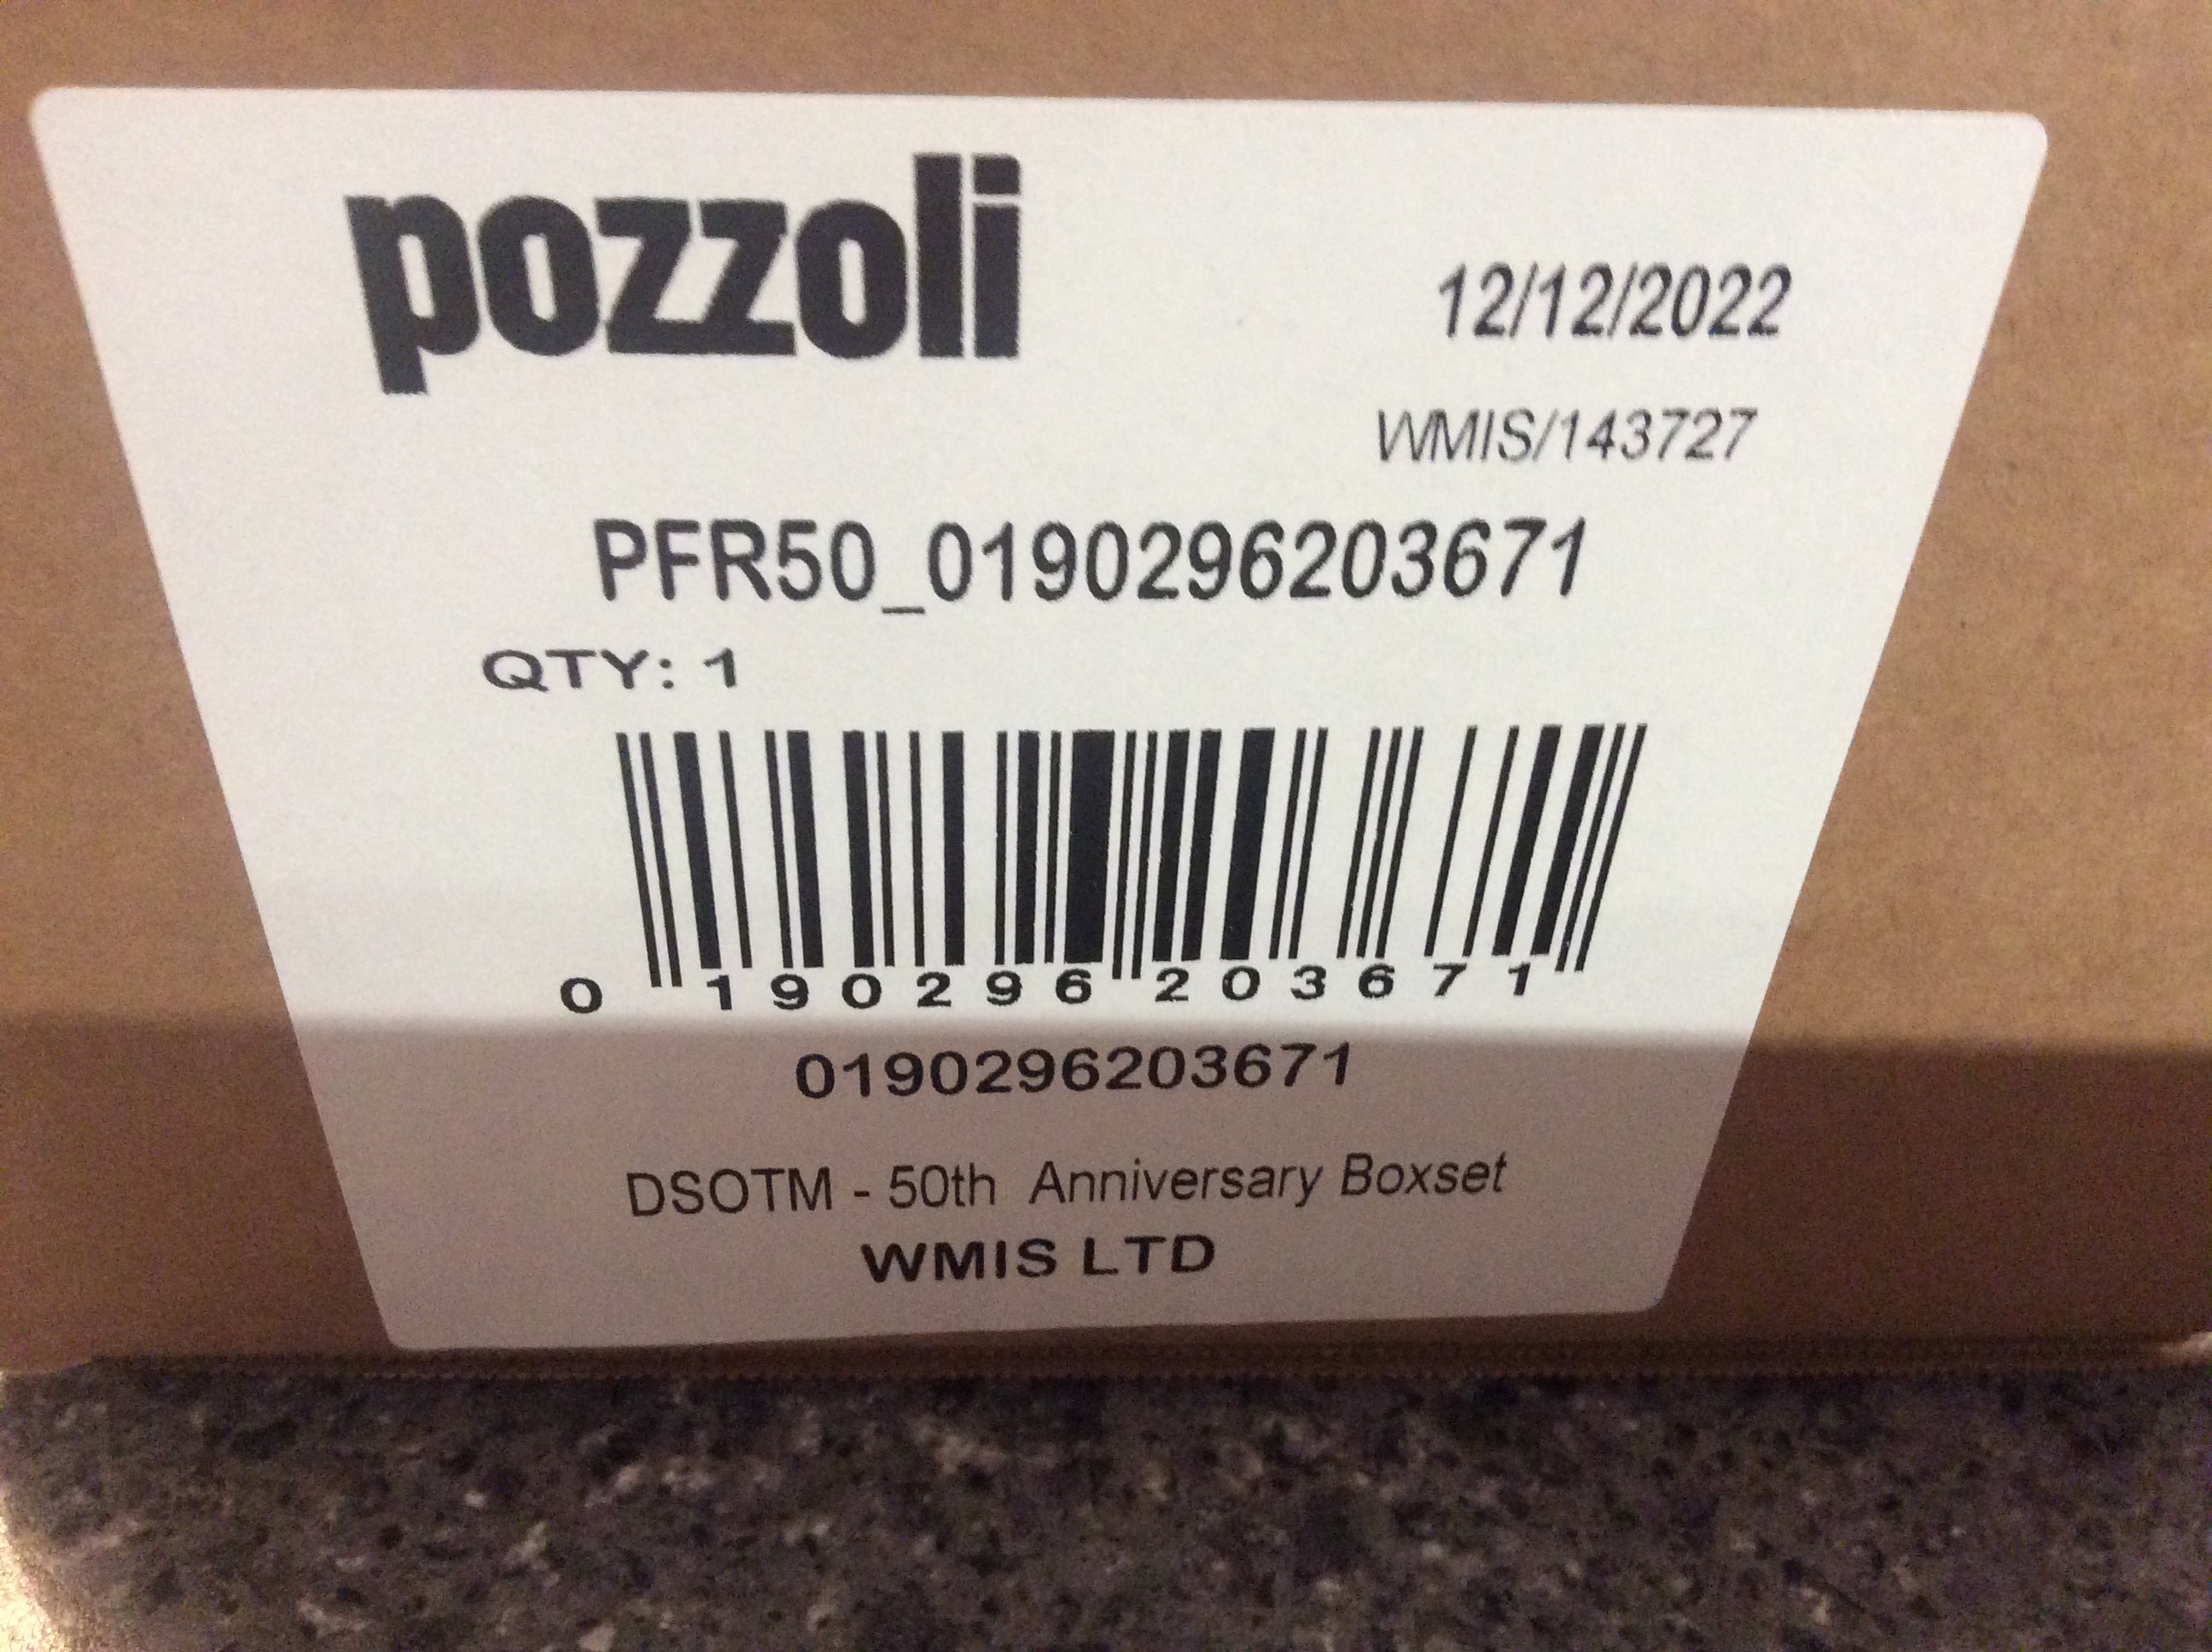 pozzoli
12/12/2022
WMIS/143727
PFR50_0190296203671
QTY: 1
0 190296 203671
0190296203671
DSOTM - 50th Anniversary Boxset
WMIS LTD